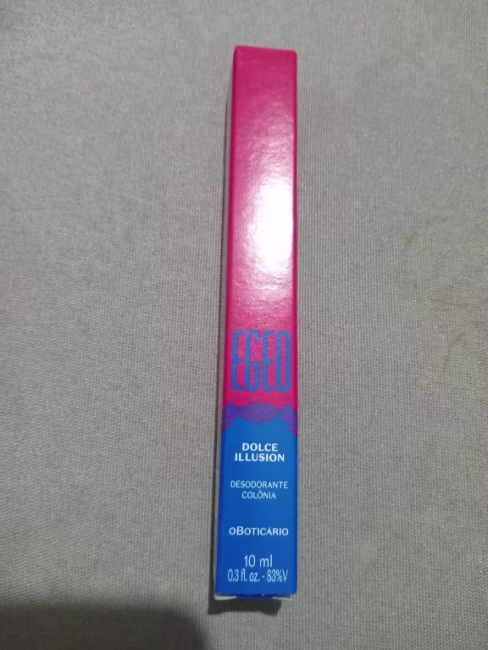 EGEO
DOLCE
ILLUSION
DESODORANTE
COLÔNIA
oBOTICÁRIO
10 ml
0.3 fl. oz. - 83%V